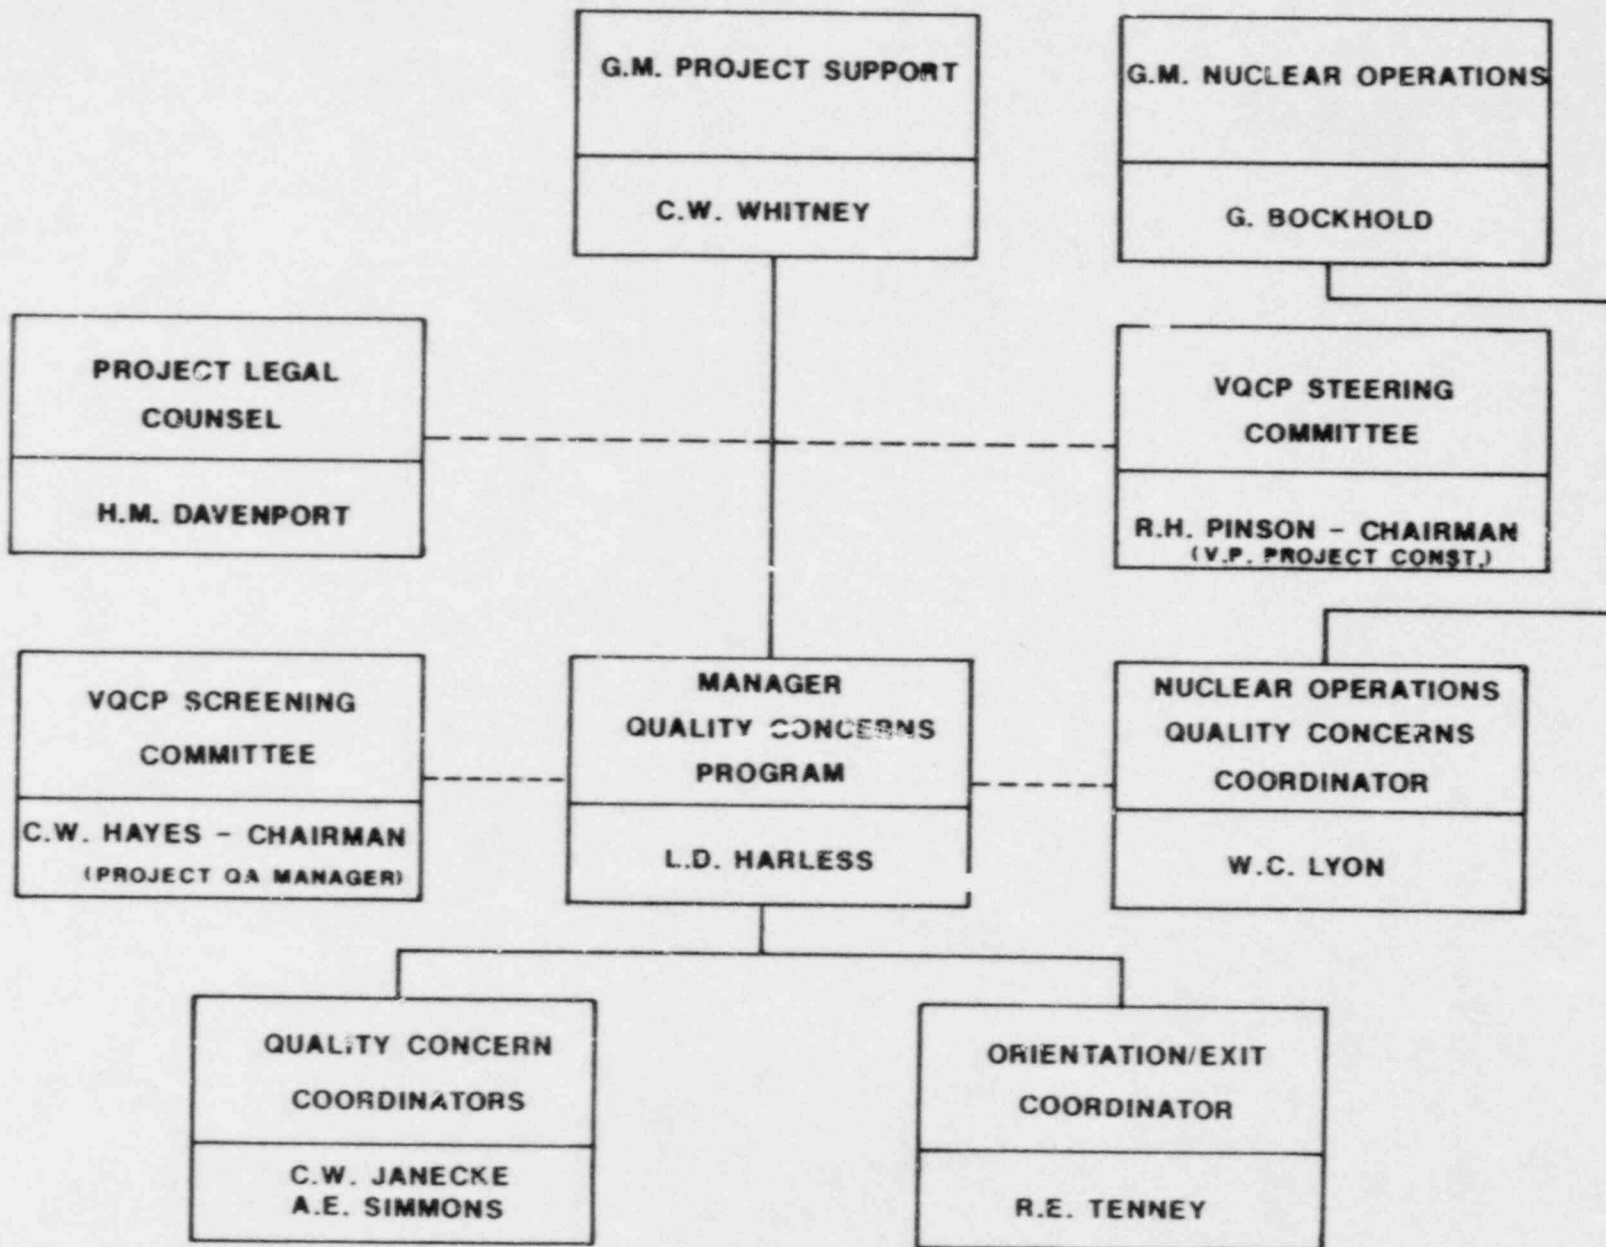 G.M. PROJECT SUPPORT
C.W. WHITNEY
G.M. NUCLEAR OPERATIONS
G. BOCKHOLD
PROJECT LEGAL
COUNSEL
H.M. DAVENPORT
VQCP STEERING
COMMITTEE
R.H. PINSON - CHAIRMAN
(V.P. PROJECT CONST.)
VQCP SCREENING
COMMITTEE
C.W. HAYES - CHAIRMAN
(PROJECT QA MANAGER)
MANAGER
QUALITY CONCERNS
PROGRAM
L.D. HARLESS
NUCLEAR OPERATIONS
QUALITY CONCERNS
COORDINATOR
W.C. LYON
QUALITY CONCERN
COORDINATORS
C.W. JANECKE
A.E. SIMMONS
ORIENTATION/EXIT
COORDINATOR
R.E. TENNEY